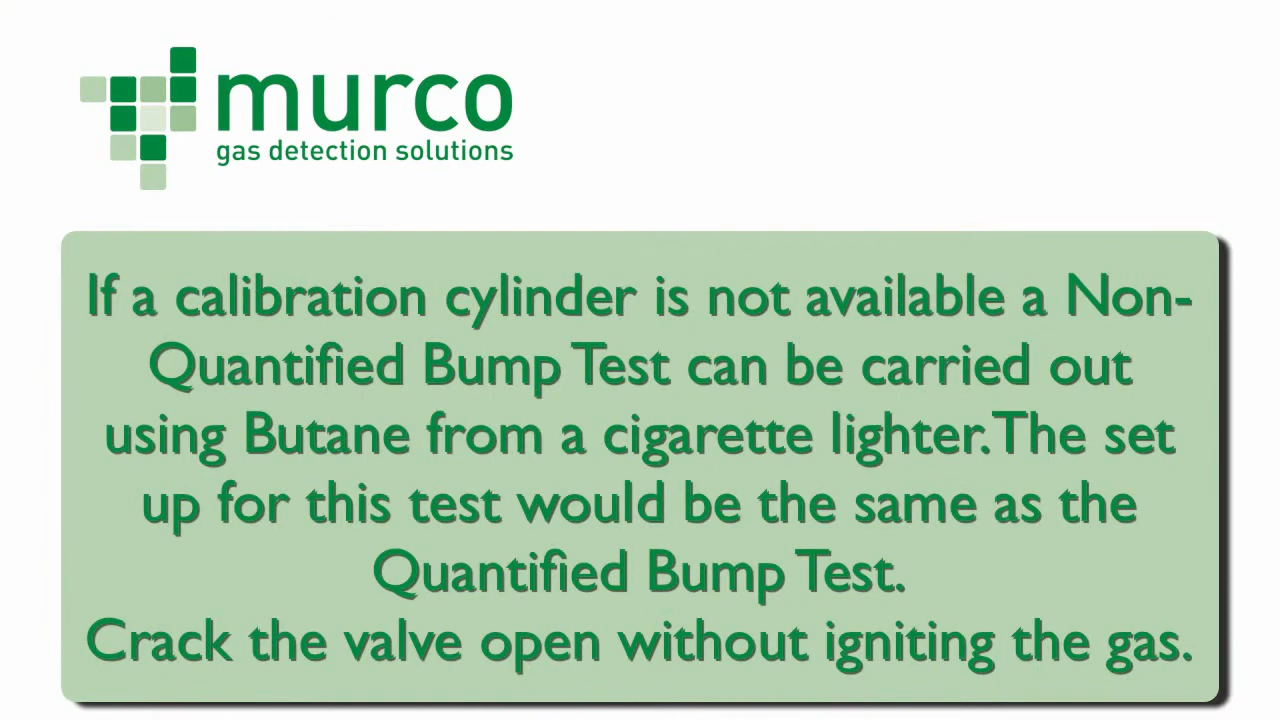 murco
gas detection solutions
If a calibration cylinder is not available a Non-
Quantified Bump Test can be carried out
using Butane from a cigarette lighter. The set
up for this test would be the same as the
Quantified Bump Test.
Crack the valve open without igniting the gas.